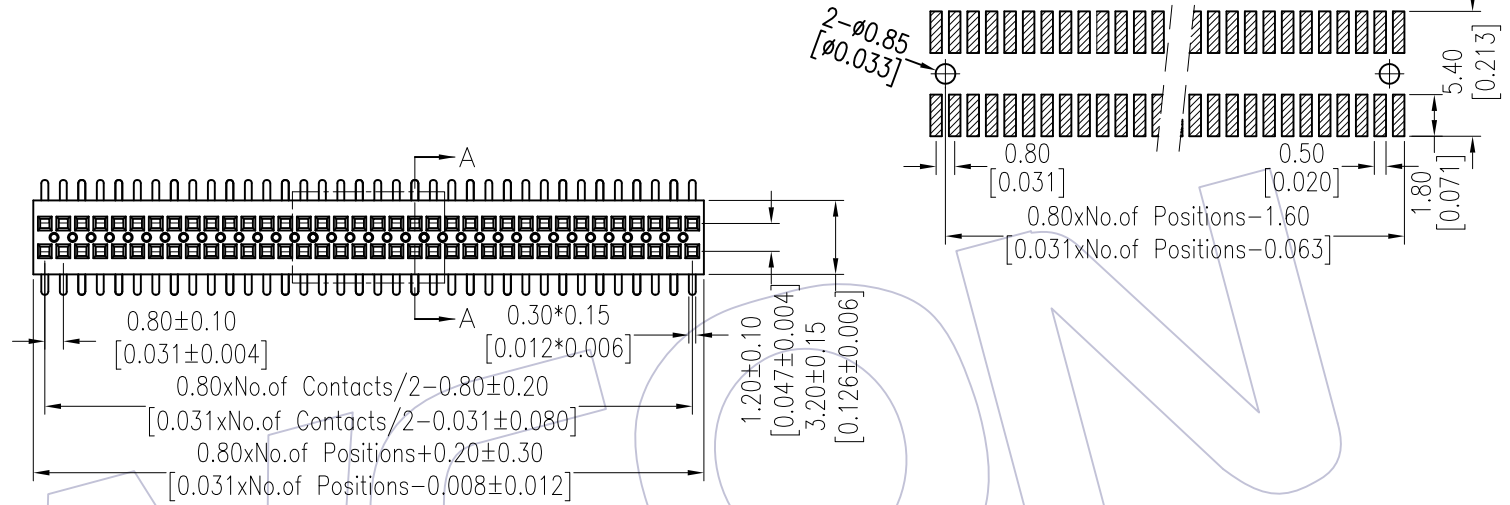 2-ø0.85
[ø0.033]
5.40
[0.213]
0.80
[0.031]
0.50
[0.020]
1.80
[0.071]
0.80xNo.of Positions-1.60
[0.031xNo.of Positions-0.063]
A
A
0.80±0.10
[0.031±0.004]
0.30*0.15
[0.012*0.006]
1.20±0.10
[0.047±0.004]
3.20±0.15
[0.126±0.006]
0.80xNo.of Contacts/2-0.80±0.20
[0.031xNo.of Contacts/2-0.031±0.080]
0.80xNo.of Positions+0.20±0.30
[0.031xNo.of Positions-0.008±0.012]